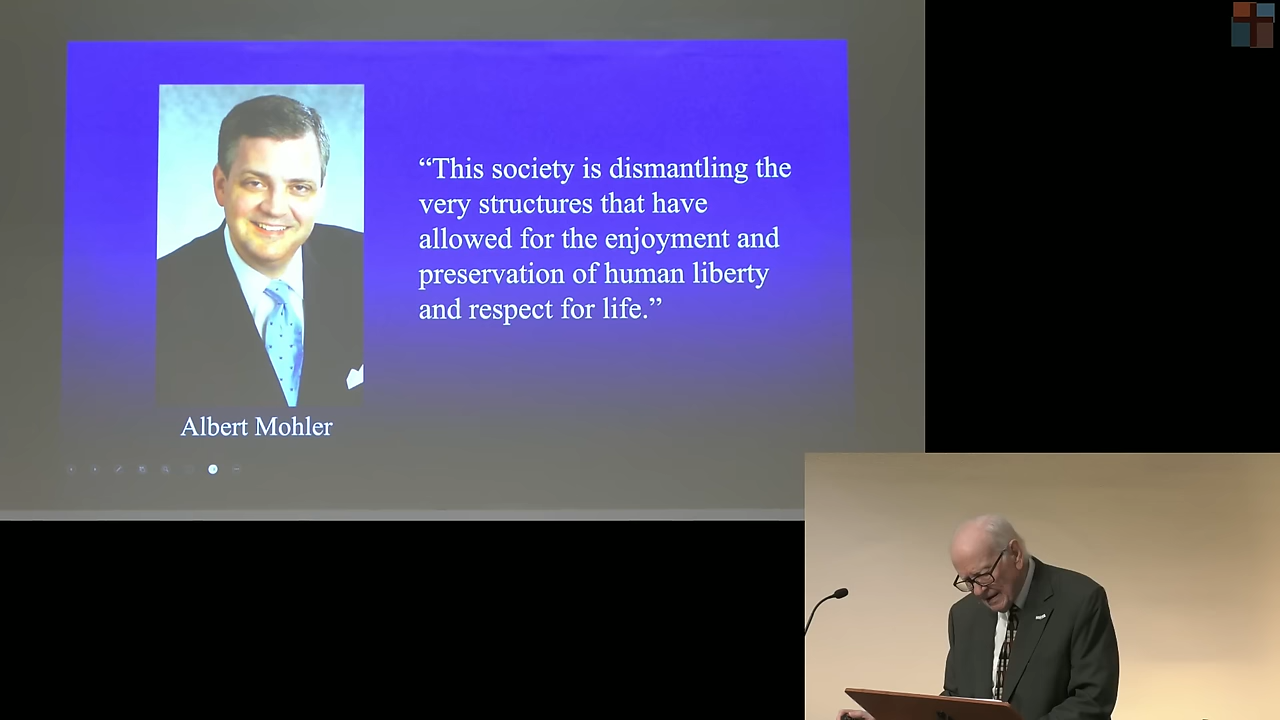 “This society is dismantling the
very structures that have
allowed for the enjoyment and
preservation of human liberty
and respect for life.”
Albert Mohler